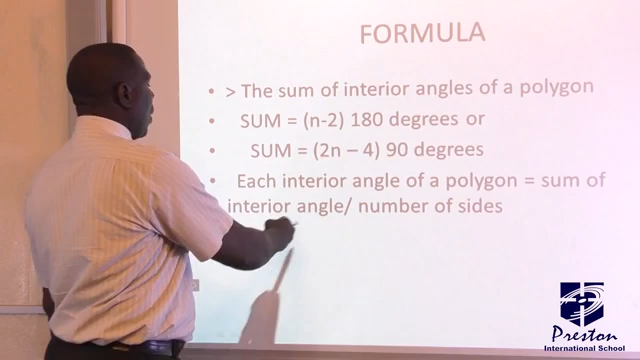 FORMULA
• > The sum of interior angles of a polygon
• SUM = (n-2) 180 degrees or
• SUM = (2n – 4) 90 degrees
• Each interior angle of a polygon = sum of
interior angle/ number of sides
Preston
International School